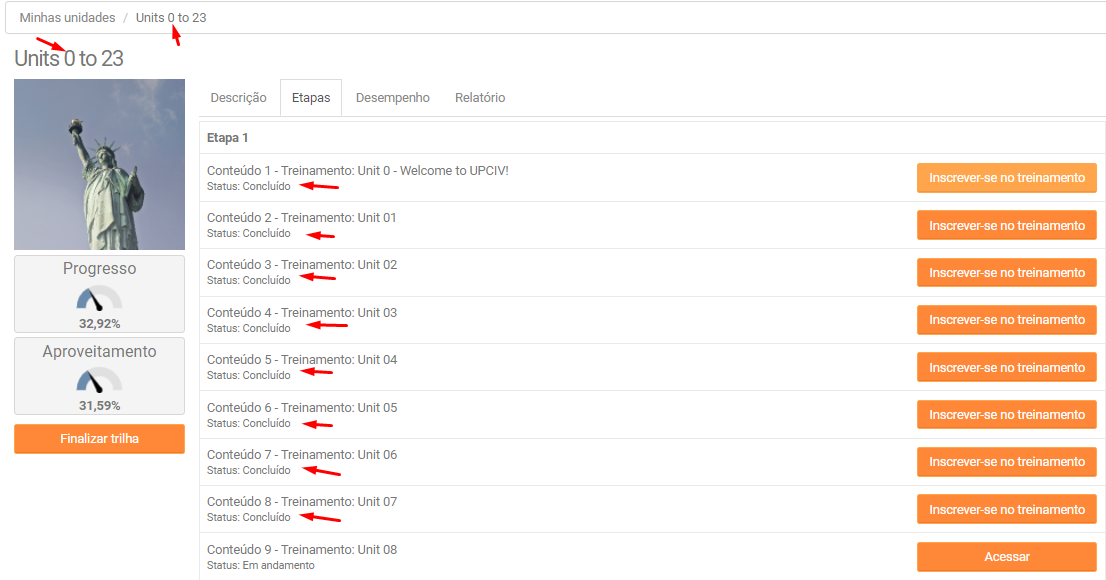 Minhas unidades / Units 0 to 23
Units 0 to 23
Descrição Etapas Desempenho Relatório
Etapa 1
Conteúdo 1 - Treinamento: Unit 0 - Welcome to UPCIV!
Status: Concluído
Inscrever-se no treinamento
Conteúdo 2 - Treinamento: Unit 01
Status: Concluído
Inscrever-se no treinamento
Conteúdo 3 - Treinamento: Unit 02
Status: Concluído
Inscrever-se no treinamento
Conteúdo 4 - Treinamento: Unit 03
Status: Concluído
Inscrever-se no treinamento
Conteúdo 5 - Treinamento: Unit 04
Status: Concluído
Inscrever-se no treinamento
Conteúdo 6 - Treinamento: Unit 05
Status: Concluído
Inscrever-se no treinamento
Conteúdo 7 - Treinamento: Unit 06
Status: Concluído
Inscrever-se no treinamento
Conteúdo 8 - Treinamento: Unit 07
Status: Concluído
Inscrever-se no treinamento
Conteúdo 9 - Treinamento: Unit 08
Status: Em andamento
Acessar
Progresso
32,92%
Aproveitamento
31,59%
Finalizar trilha